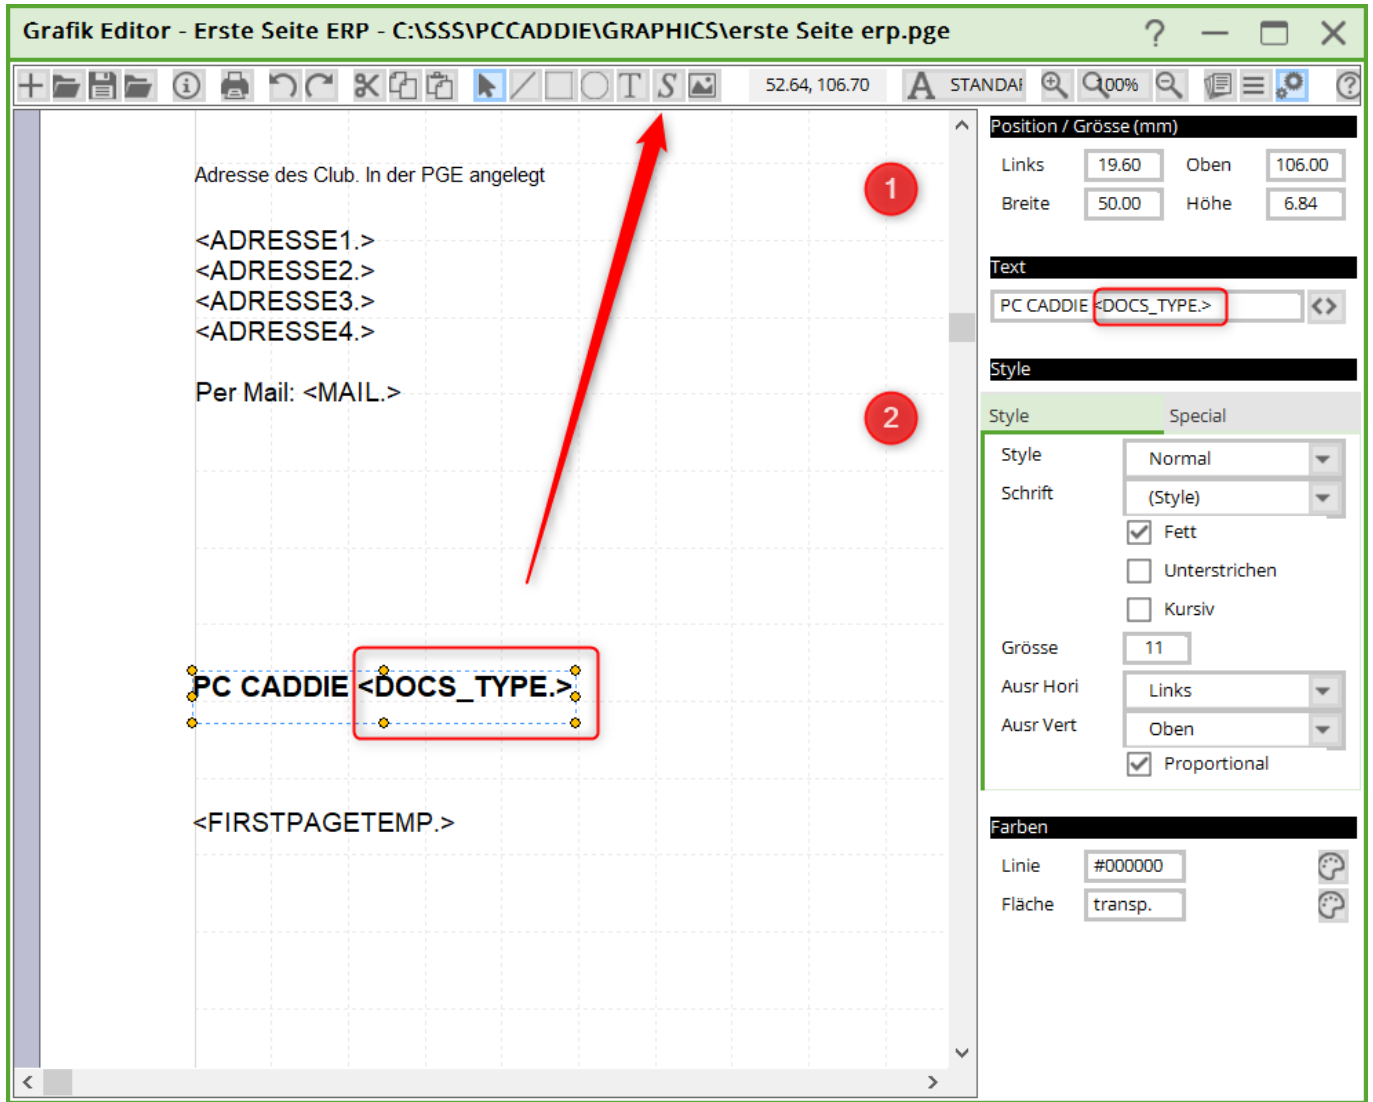 Grafik Editor - Erste Seite ERP - C:\SSS\PCCADDIE\GRAPHICS\erste Seite erp.pge
52.64, 106.70
A STANDAR
100%
Adresse des Club. In der PGE angelegt
<ADRESSE1.>
<ADRESSE2.>
<ADRESSE3.>
<ADRESSE4.>
Per Mail: <MAIL.>
PC CADDIE <DOCS_TYPE.>
<FIRSTPAGETEMP.>
1
2
Position / Grösse (mm)
Links 19.60 Oben 106.00
Breite 50.00 Höhe 6.84
Text
PC CADDIE <DOCS_TYPE.>
Style
Style Special
Style Normal
Schrift (Style)
Fett
Unterstrichen
Kursiv
Grösse 11
Ausr Hori Links
Ausr Vert Oben
Proportional
Farben
Linie #000000
Fläche transp.